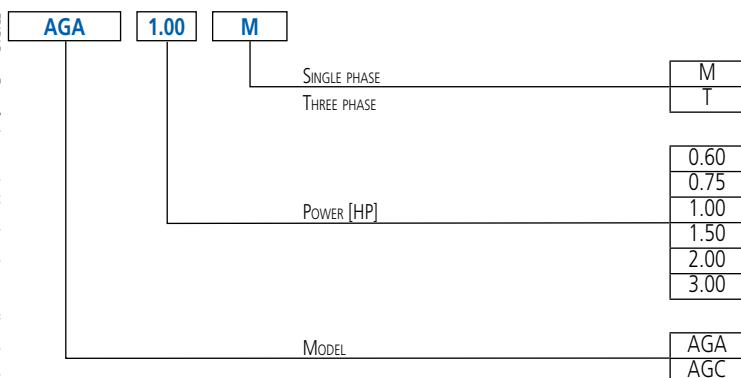 AGA 1.00 M
SINGLE PHASE M
THREE PHASE T
0.60
0.75
POWER [HP] 1.00
1.50
2.00
3.00
MODEL AGA
AGC